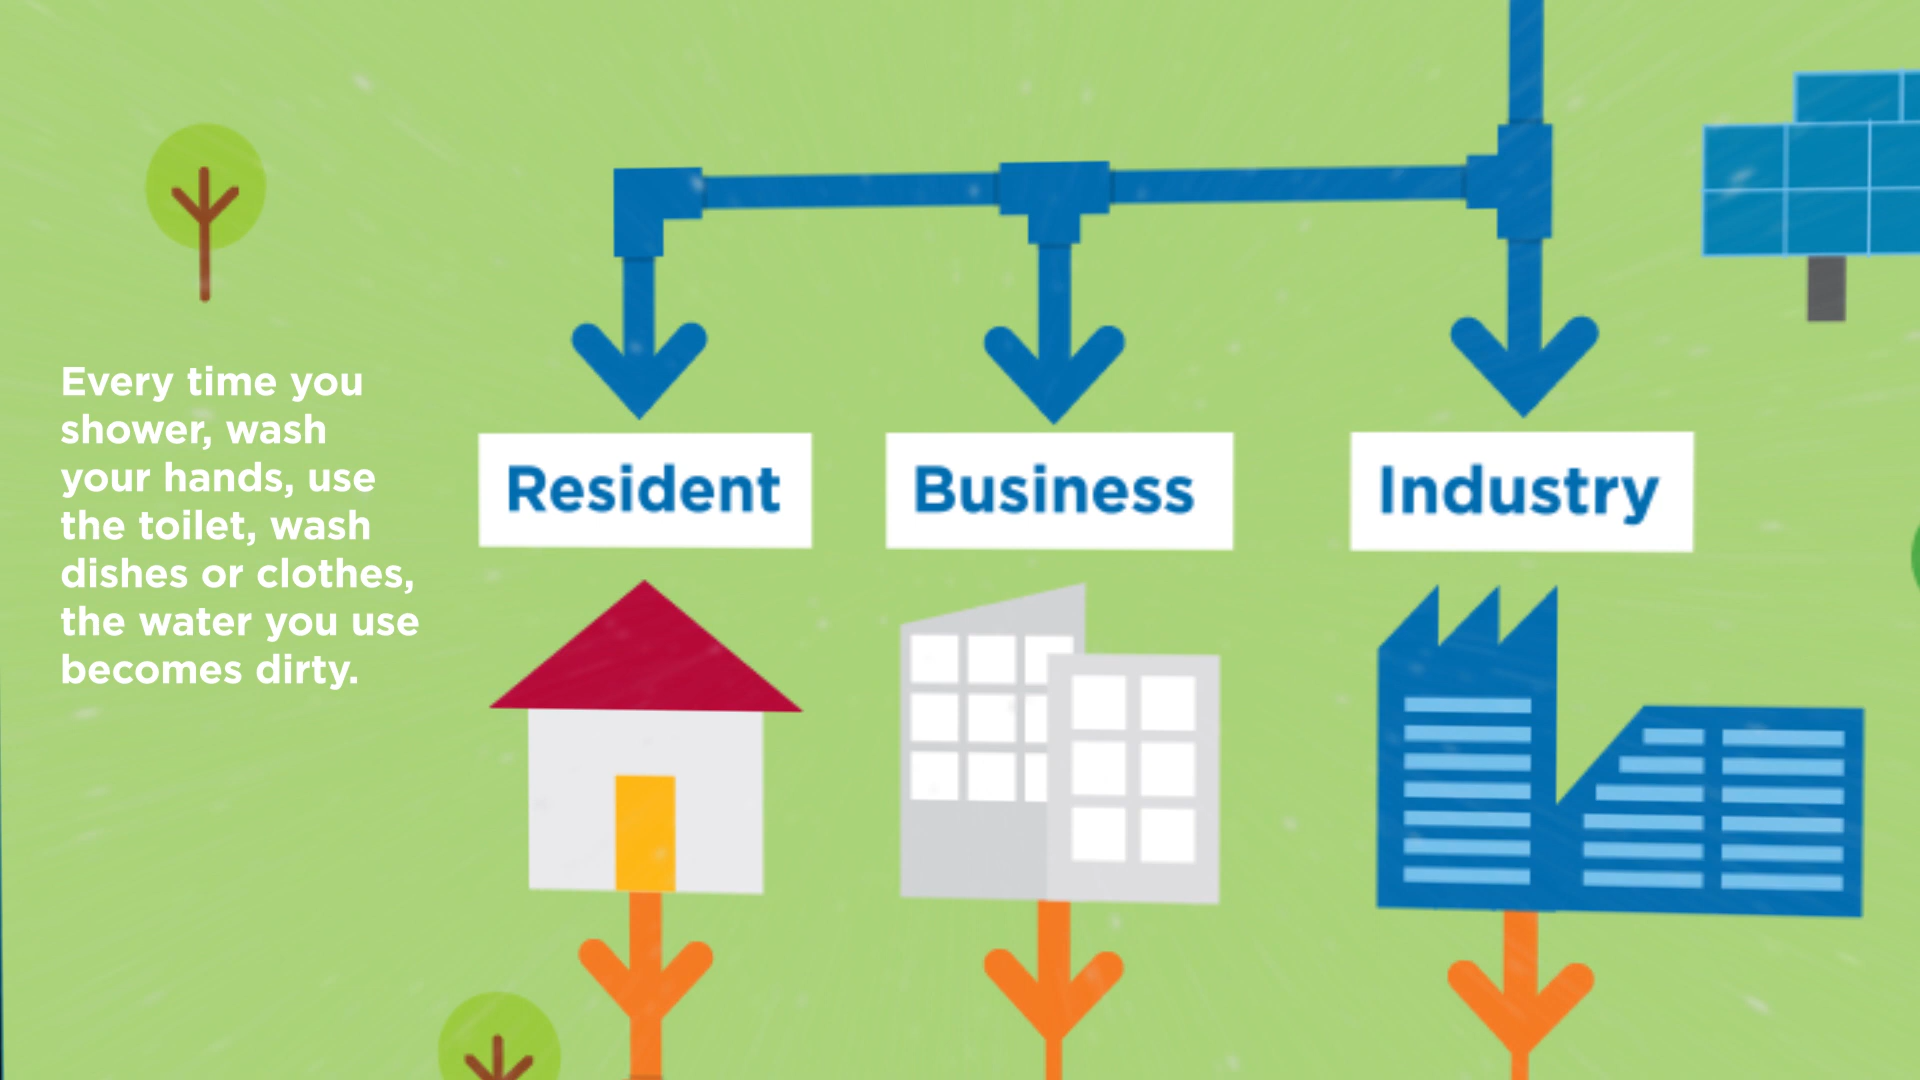 Every time you
shower, wash
your hands, use
the toilet, wash
dishes or clothes,
the water you use
becomes dirty.
Resident
Business
Industry